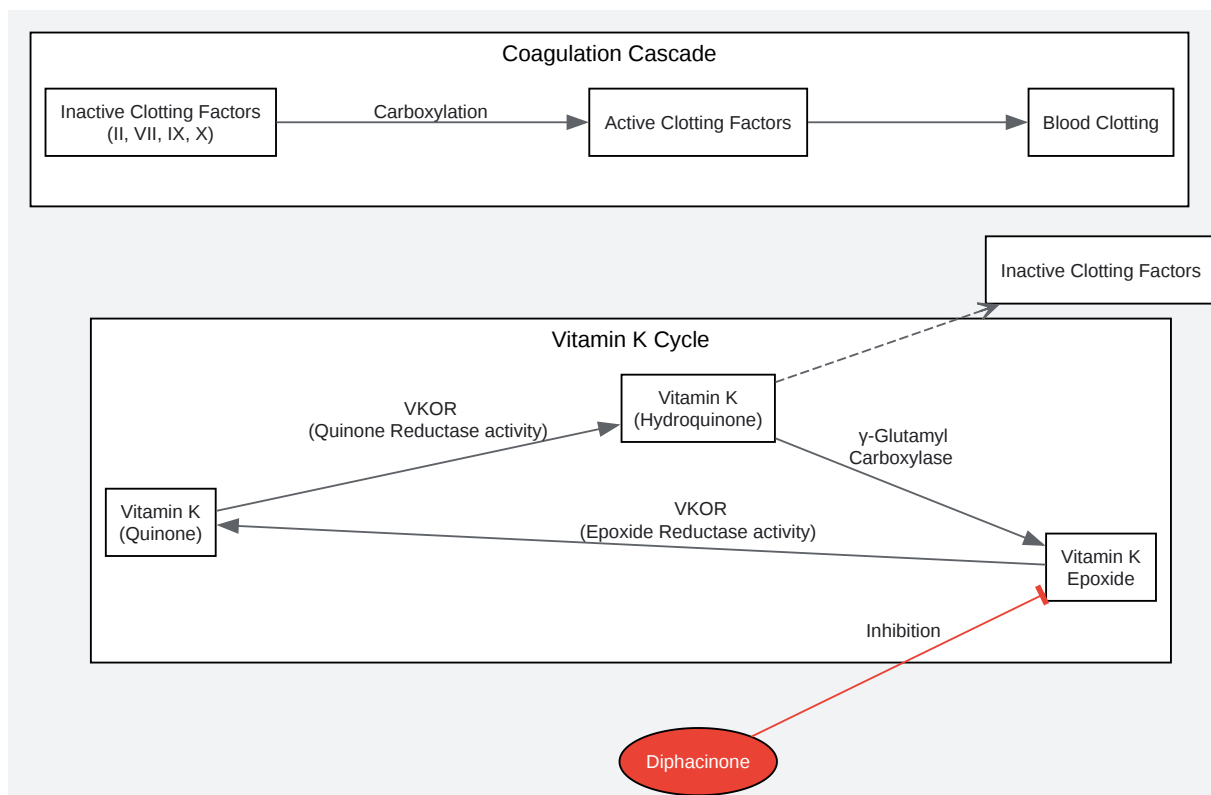 Coagulation Cascade
Inactive Clotting Factors
(II, VII, IX, X)
Carboxylation
Active Clotting Factors
Blood Clotting
Inactive Clotting Factors
Vitamin K Cycle
Vitamin K
(Hydroquinone)
VKOR
(Quinone Reductase activity)
γ-Glutamyl
Carboxylase
Vitamin K
(Quinone)
VKOR
(Epoxide Reductase activity)
Vitamin K
Epoxide
Inhibition
Diphacinone